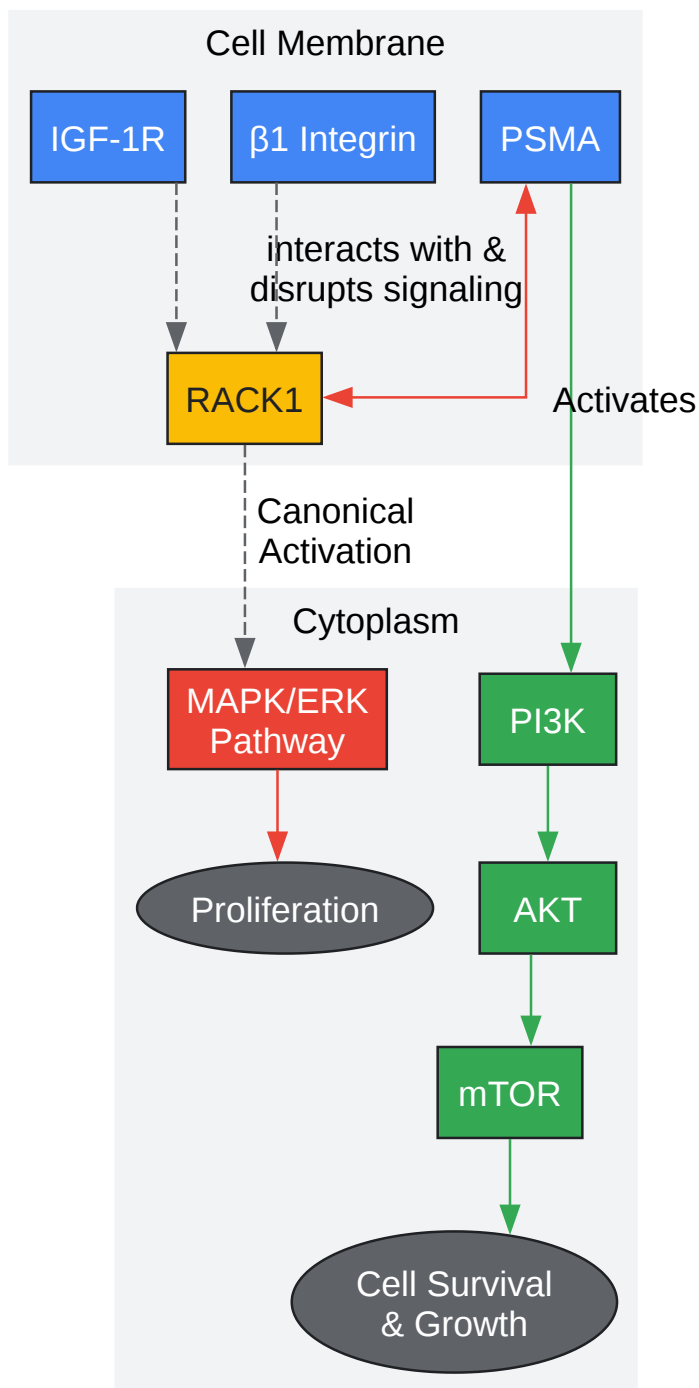 Cell Membrane
IGF-1R
β1 Integrin
PSMA
interacts with &
disrupts signaling
RACK1
Activates
Canonical
Activation
Cytoplasm
MAPK/ERK
Pathway
PI3K
Proliferation
AKT
mTOR
Cell Survival
& Growth